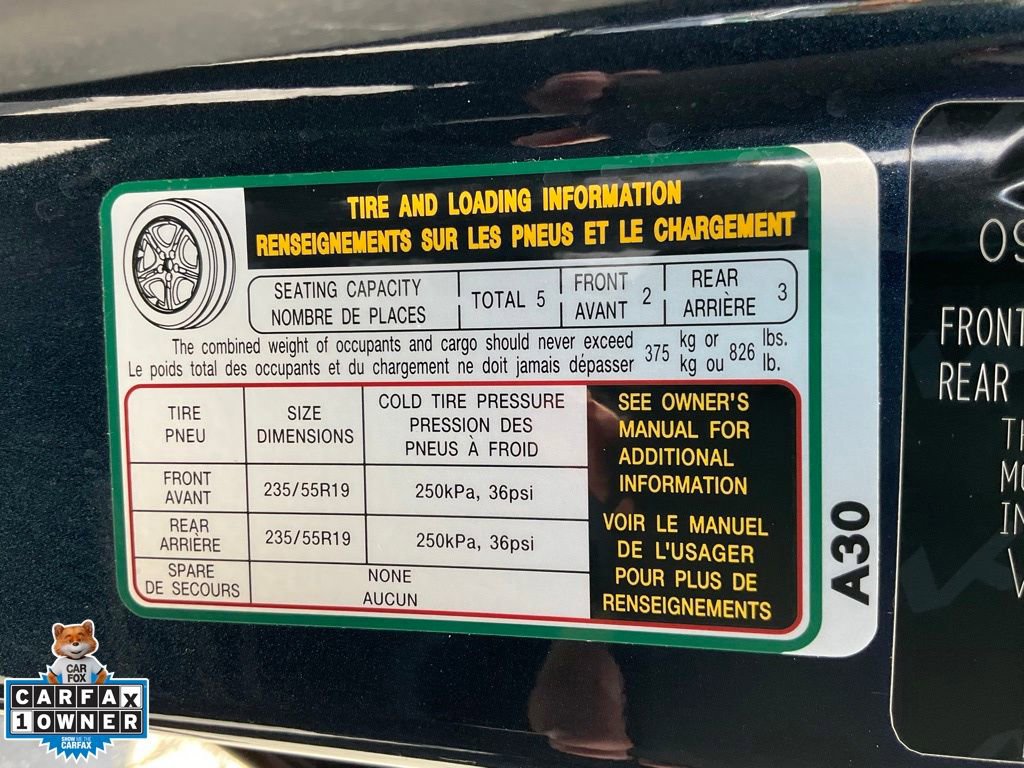 TIRE AND LOADING INFORMATION
RENSEIGNEMENTS SUR LES PNEUS ET LE CHARGEMENT
SEATING CAPACITY
NOMBRE DE PLACES
TOTAL 5
FRONT
AVANT
2
REAR
ARRIÈRE
3
The combined weight of occupants and cargo should never exceed
Le poids total des occupants et du chargement ne doit jamais dépasser
375
kg or
kg ou
826
lbs.
lb.
TIRE
PNEU
SIZE
DIMENSIONS
COLD TIRE PRESSURE
PRESSION DES
PNEUS À FROID
FRONT
AVANT
235/55R19
250kPa, 36psi
REAR
ARRIÈRE
235/55R19
250kPa, 36psi
SPARE
DE SECOURS
NONE
AUCUN
SEE OWNER'S
MANUAL FOR
ADDITIONAL
INFORMATION
VOIR LE MANUEL
DE L'USAGER
POUR PLUS DE
RENSEIGNEMENTS
A30
FRONT
REAR
CAR
FOX
CARFAX
1 OWNER
SHOW ME THE
CARFAX